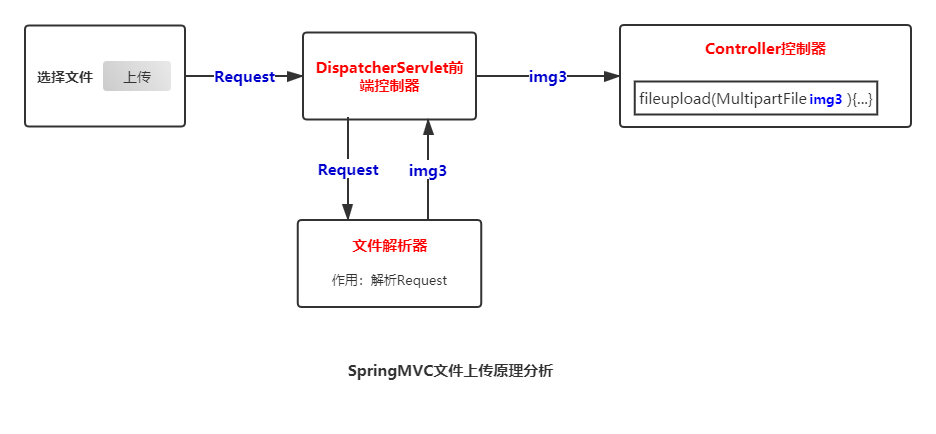 选择文件 上传
Request
DispatcherServlet前
端控制器
img3
Controller控制器
fileupload(MultipartFile img3 ){...}
Request
img3
文件解析器
作用：解析Request
SpringMVC文件上传原理分析